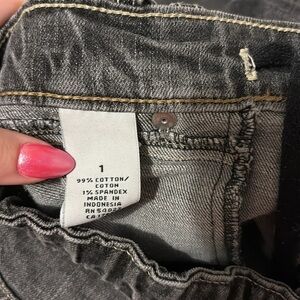 1
99% COTTON/
COTON
1% SPANDEX
MADE IN
INDONESIA